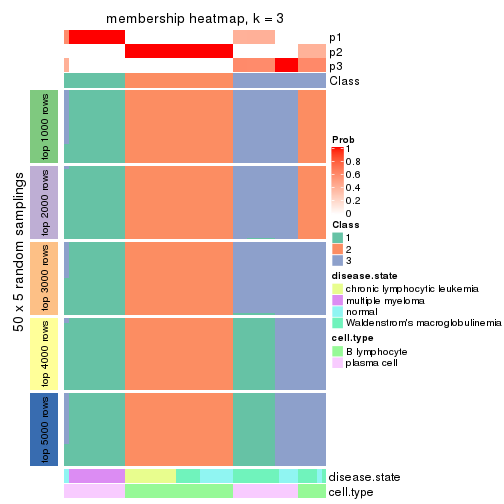 membership heatmap, k = 3
p1
p2
p3
Class
50 x 5 random samplings
top 1000 rows
top 2000 rows
top 3000 rows
top 4000 rows
top 5000 rows
disease.state
cell.type
Prob
1
0.8
0.6
0.4
0.2
0
Class
1
2
3
disease.state
chronic lymphocytic leukemia
multiple myeloma
normal
Waldenstrom's macroglobulinemia
cell.type
B lymphocyte
plasma cell